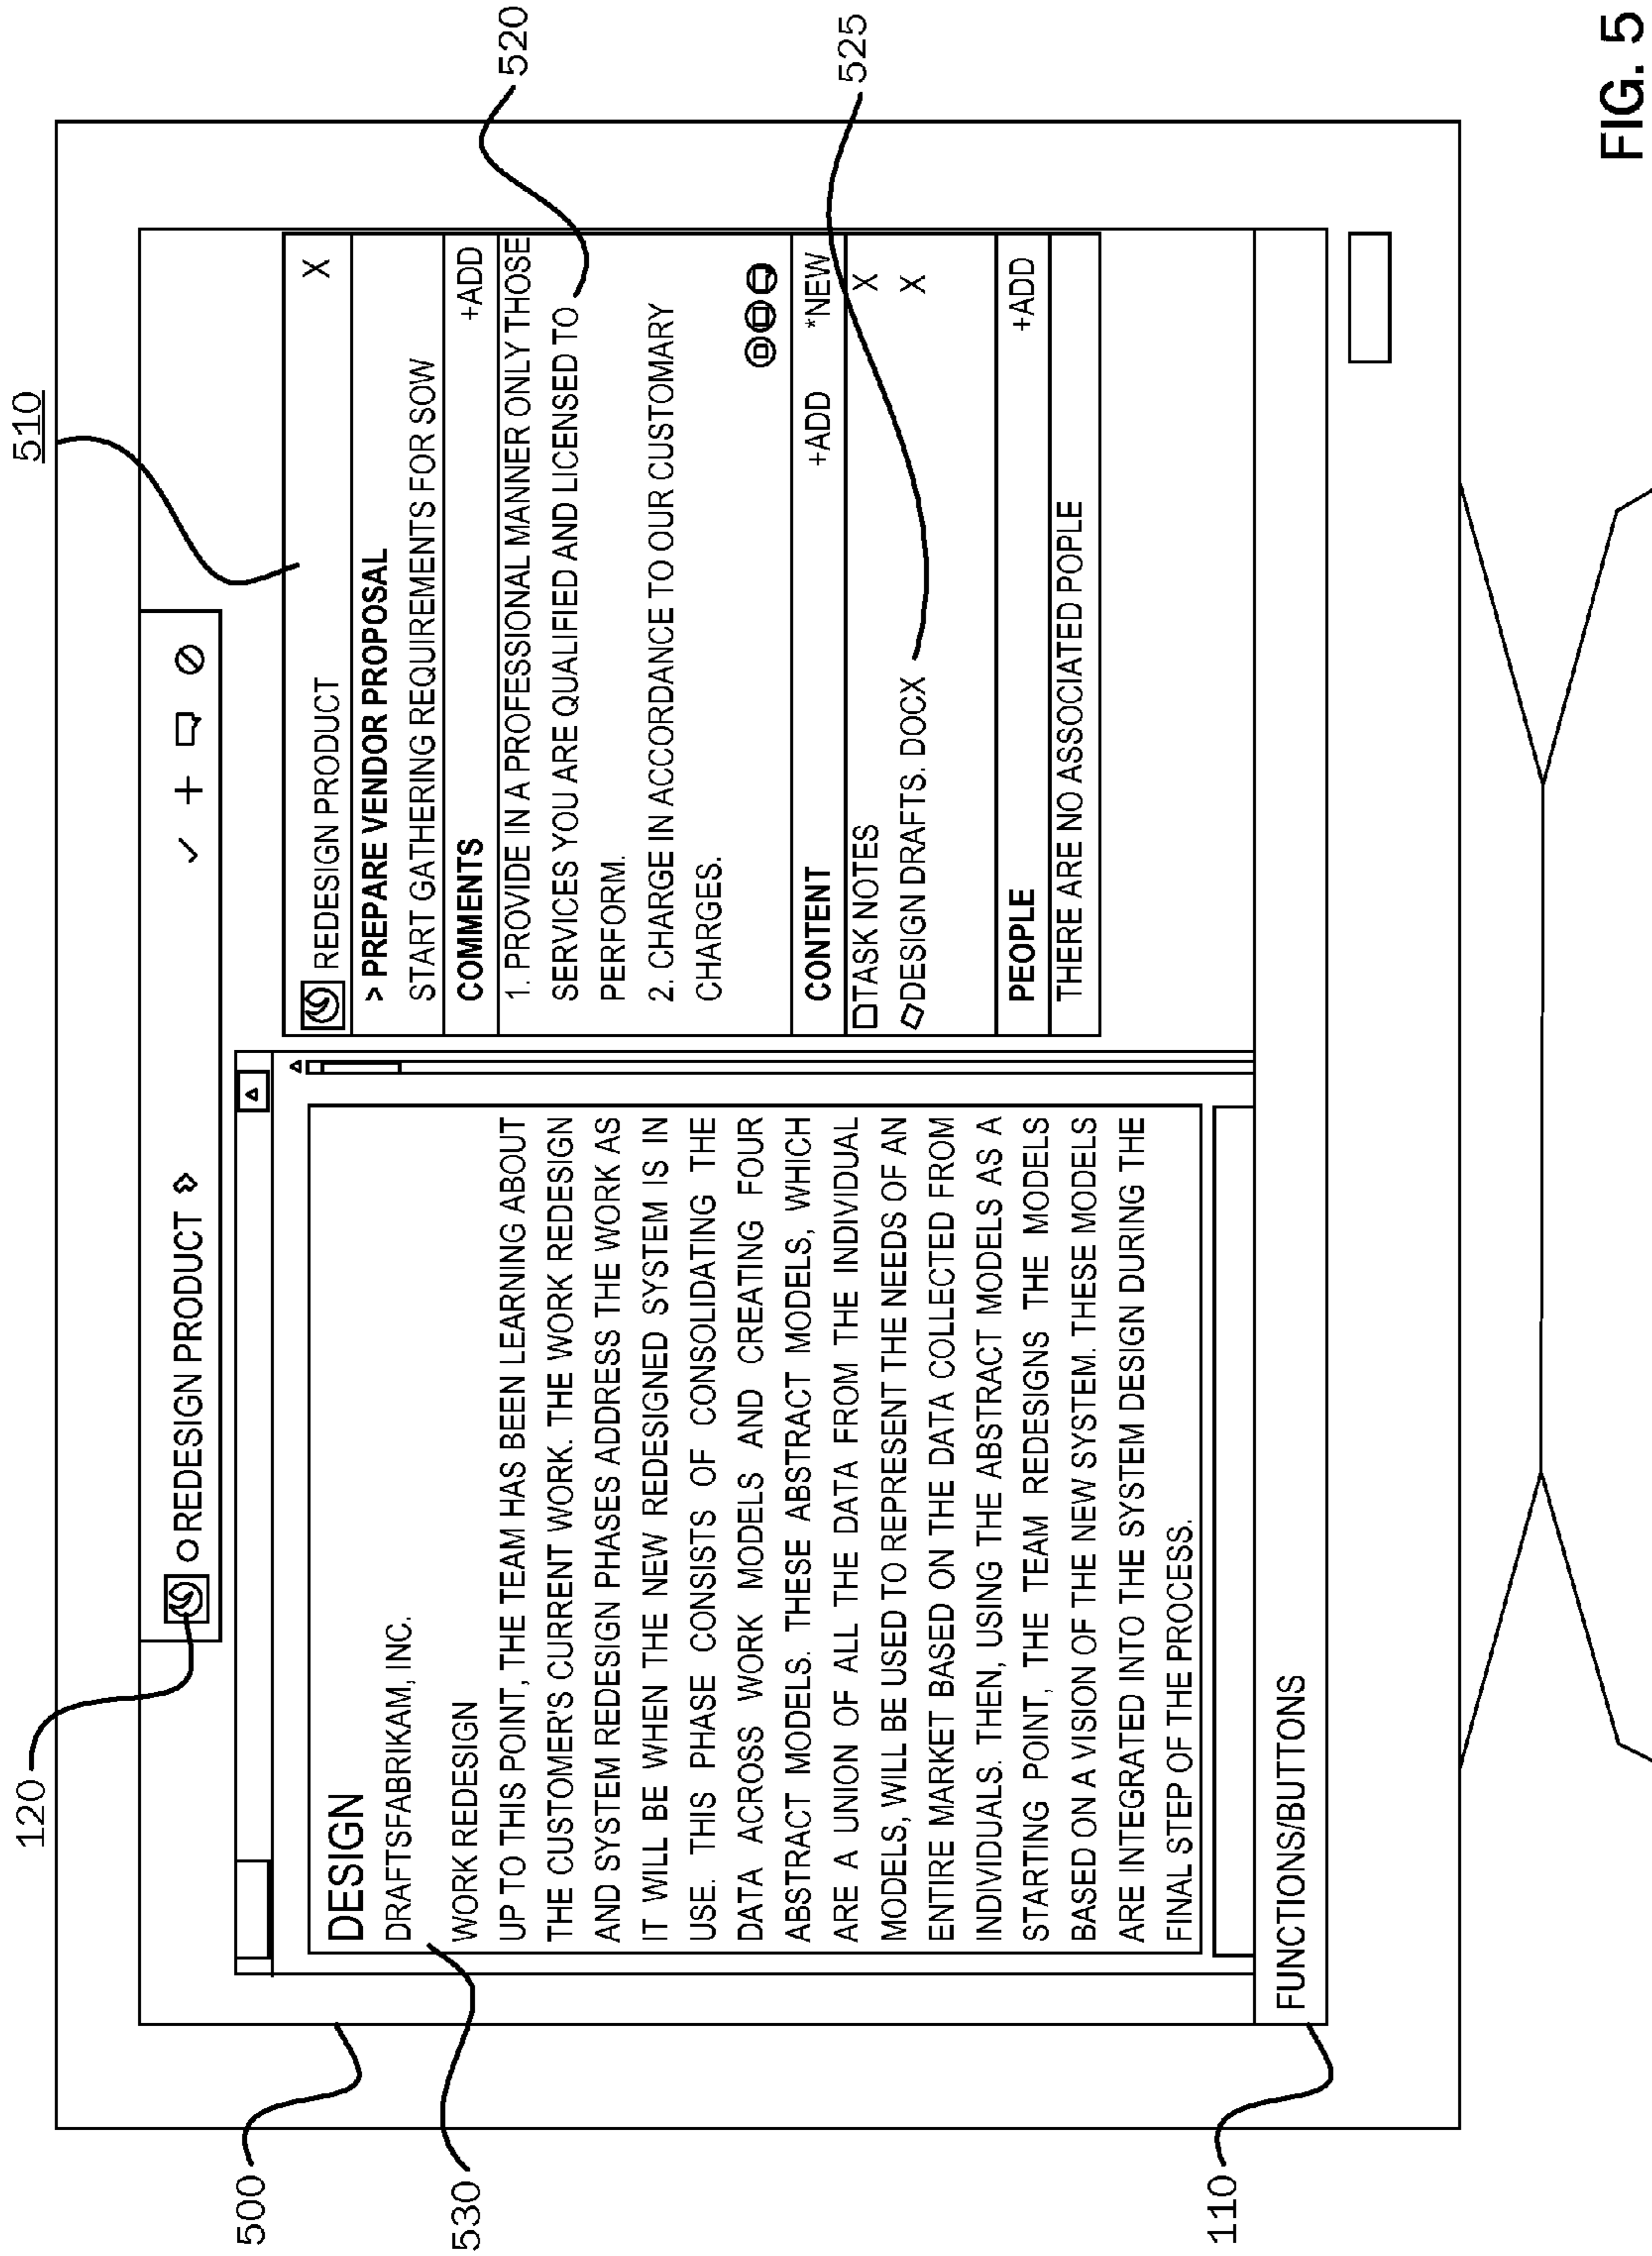 510
120
520
500
REDESIGN PRODUCT
REDESIGN PRODUCT X
> PREPARE VENDOR PROPOSAL
START GATHERING REQUIREMENTS FOR SOW
COMMENTS +ADD
1. PROVIDE IN A PROFESSIONAL MANNER ONLY THOSE
SERVICES YOU ARE QUALIFIED AND LICENSED TO
PERFORM.
2. CHARGE IN ACCORDANCE TO OUR CUSTOMARY
CHARGES.
CONTENT +ADD *NEW
TASK NOTES X
DESIGN DRAFTS. DOCX X
PEOPLE +ADD
THERE ARE NO ASSOCIATED POPLE
530
525
DESIGN
DRAFTSFABRIKAM, INC.
WORK REDESIGN
UP TO THIS POINT, THE TEAM HAS BEEN LEARNING ABOUT
THE CUSTOMER'S CURRENT WORK. THE WORK REDESIGN
AND SYSTEM REDESIGN PHASES ADDRESS THE WORK AS
IT WILL BE WHEN THE NEW REDESIGNED SYSTEM IS IN
USE. THIS PHASE CONSISTS OF CONSOLIDATING THE
DATA ACROSS WORK MODELS AND CREATING FOUR
ABSTRACT MODELS. THESE ABSTRACT MODELS, WHICH
ARE A UNION OF ALL THE DATA FROM THE INDIVIDUAL
MODELS, WILL BE USED TO REPRESENT THE NEEDS OF AN
ENTIRE MARKET BASED ON THE DATA COLLECTED FROM
INDIVIDUALS. THEN, USING THE ABSTRACT MODELS AS A
STARTING POINT, THE TEAM REDESIGNS THE MODELS
BASED ON A VISION OF THE NEW SYSTEM. THESE MODELS
ARE INTEGRATED INTO THE SYSTEM DESIGN DURING THE
FINAL STEP OF THE PROCESS.
110
FUNCTIONS/BUTTONS
FIG. 5